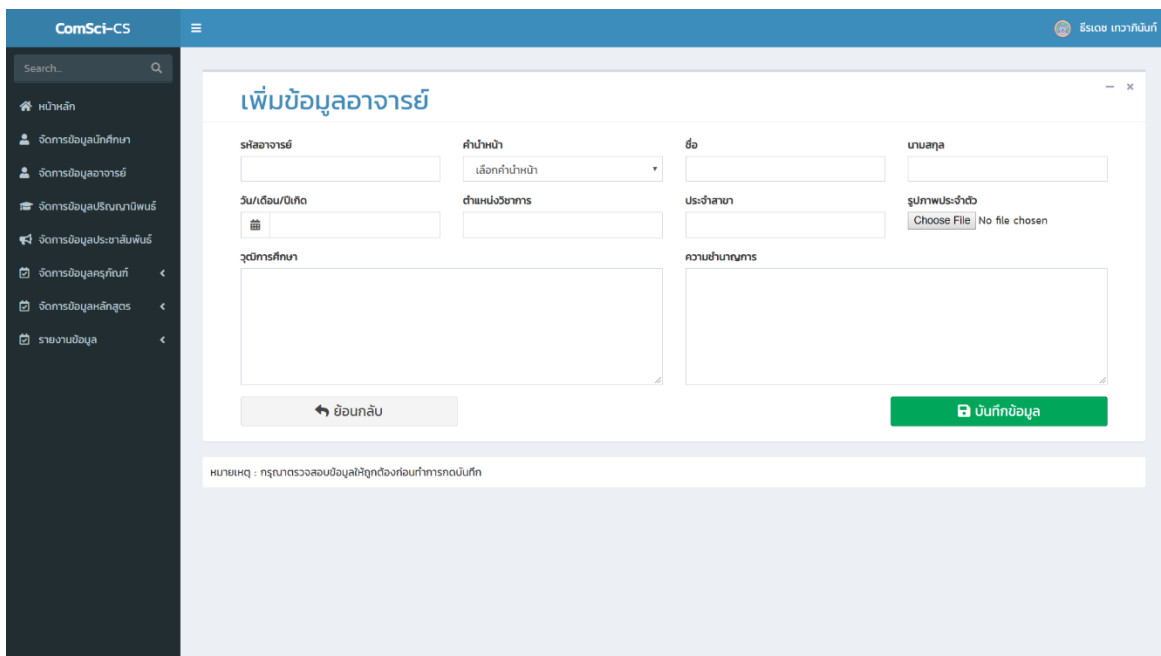 ComSci-CS
ธีรเดช เทวาภินันท์
Search...
หน้าหลัก
จัดการข้อมูลนักศึกษา
จัดการข้อมูลอาจารย์
จัดการข้อมูลปริญญานิพนธ์
จัดการข้อมูลประชาสัมพันธ์
จัดการข้อมูลครุภัณฑ์
จัดการข้อมูลหลักสูตร
รายงานข้อมูล
เพิ่มข้อมูลอาจารย์
รหัสอาจารย์ คำนำหน้า ชื่อ นามสกุล
เลือกคำนำหน้า
วัน/เดือน/ปีเกิด ตำแหน่งวิชาการ ประจำสาขา รูปภาพประจำตัว
Choose File No file chosen
วุฒิการศึกษา ความชำนาญการ
ย้อนกลับ บันทึกข้อมูล
หมายเหตุ : กรุณาตรวจสอบข้อมูลให้ถูกต้องก่อนทำการกดบันทึก